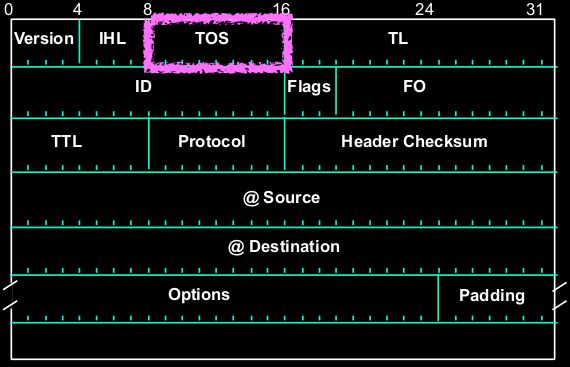 0 4 8 16 24 31
Version IHL TOS TL
ID Flags FO
TTL Protocol Header Checksum
@ Source
@ Destination
Options Padding